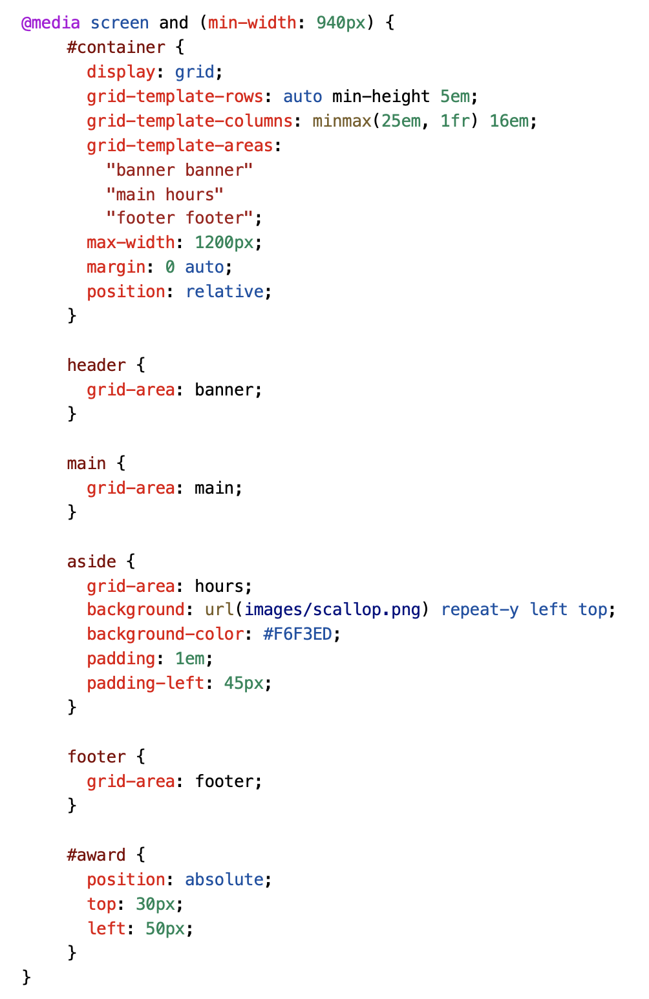 @media screen and (min-width: 940px) {
#container {
display: grid;
grid-template-rows: auto min-height 5em;
grid-template-columns: minmax(25em, 1fr) 16em;
grid-template-areas:
"banner banner"
"main hours"
"footer footer";
max-width: 1200px;
margin: 0 auto;
position: relative;
}
header {
grid-area: banner;
}
main {
grid-area: main;
}
aside {
grid-area: hours;
background: url(images/scallop.png) repeat-y left top;
background-color: #F6F3ED;
padding: 1em;
padding-left: 45px;
}
footer {
grid-area: footer;
}
#award {
position: absolute;
top: 30px;
left: 50px;
}
}